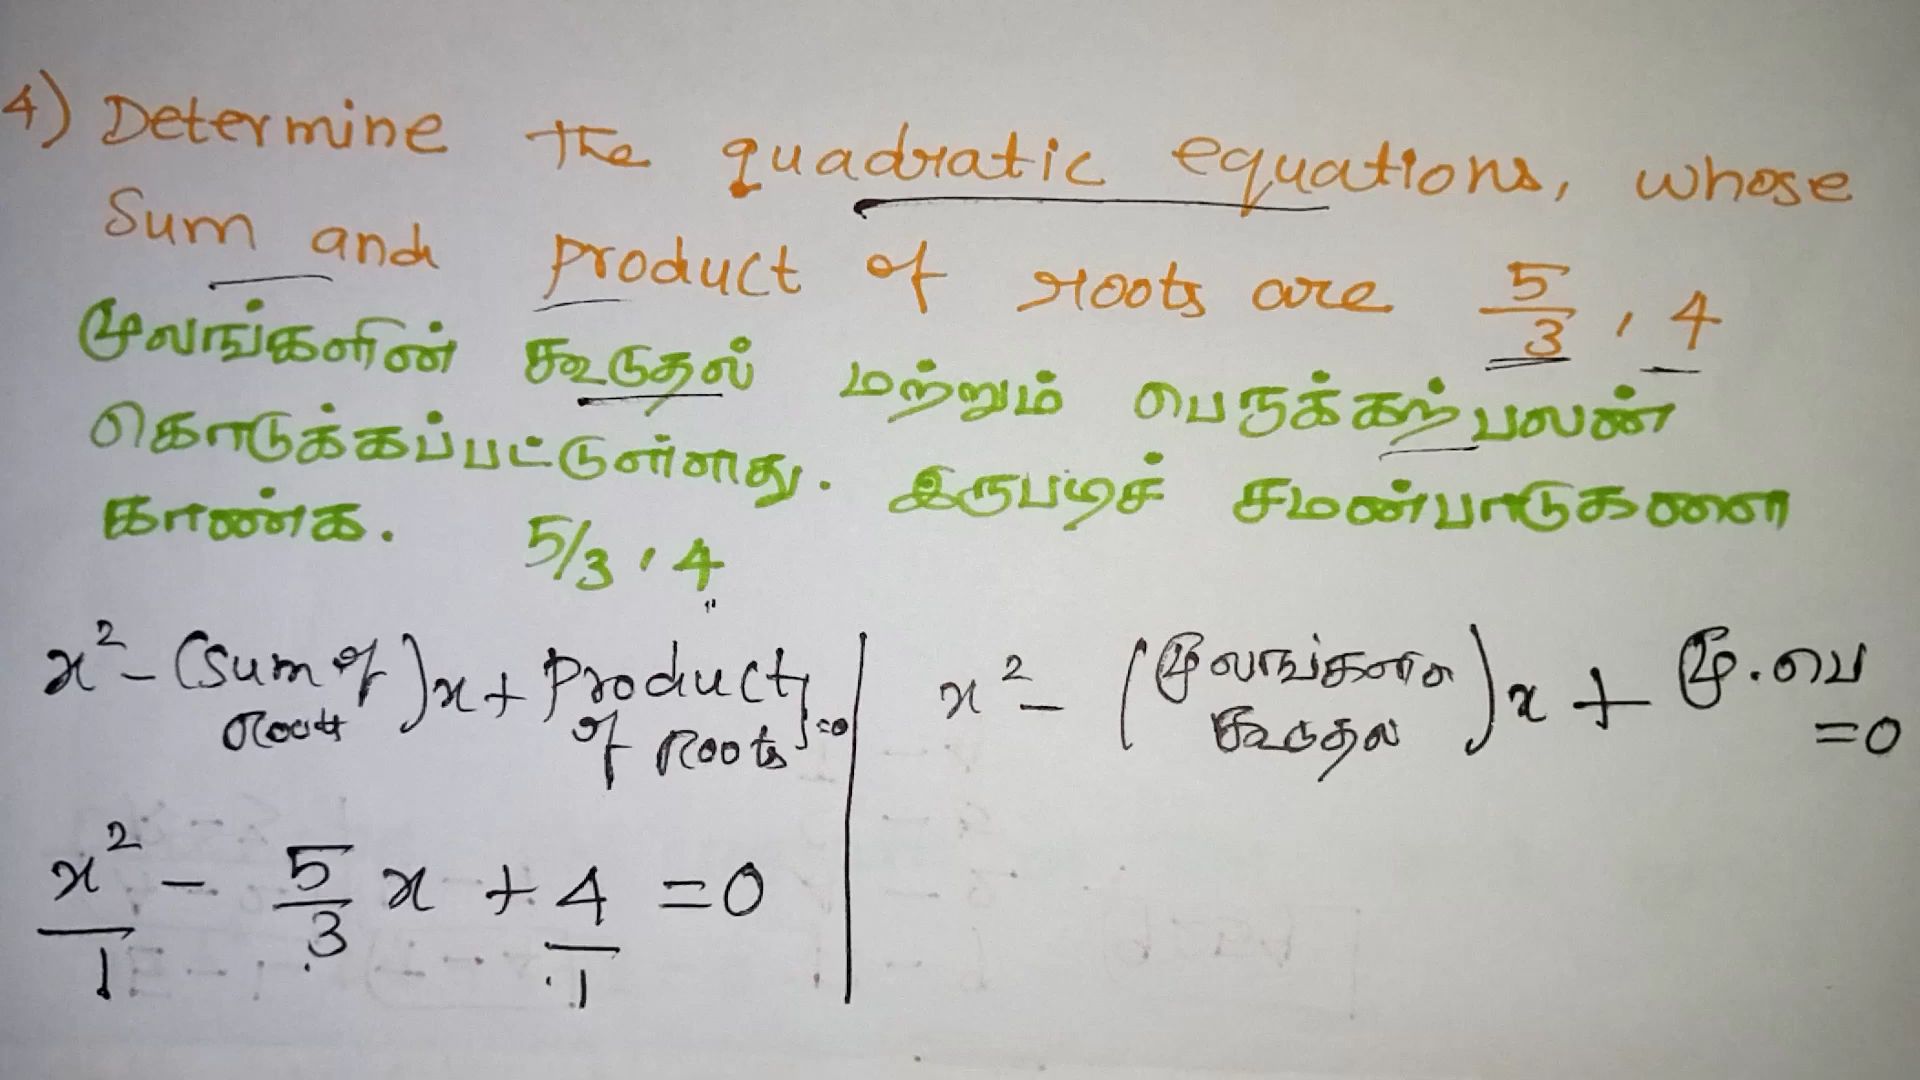 4) Determine the quadratic equations, whose
Sum and product of roots are 5/3, 4
மூலங்களின் கூடுதல் மற்றும் பெருக்கற்பலண்
கொடுக்கப்பட்டுள்ளது. இருபடிச் சமண்பாடுகளை
காண்க. 5/3, 4
x² - (Sum of Roots)x + Product of Roots = 0
x² - (மூலங்களின் கூடுதல்)x + மூ.பெ = 0
x²/1 - 5/3 x + 4/1 = 0